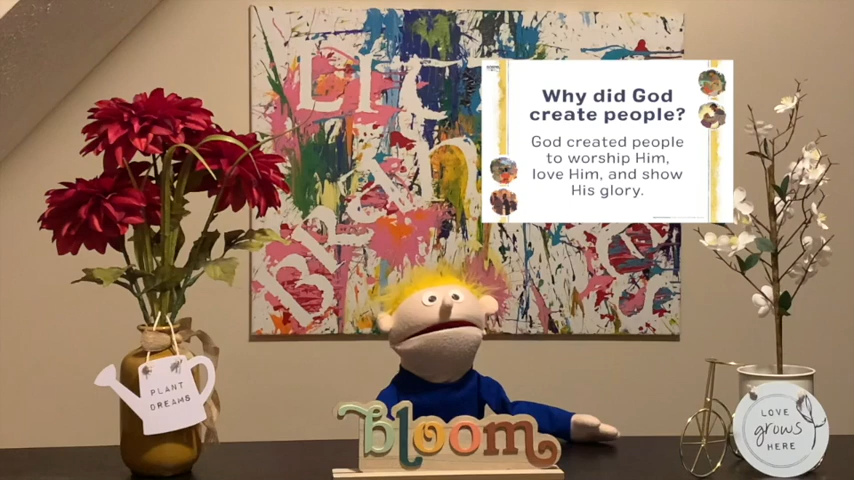 Why did God
create people?
God created people
to worship Him,
love Him, and show
His glory.
PLANT
DREAMS
bloom
LOVE
grows
HERE